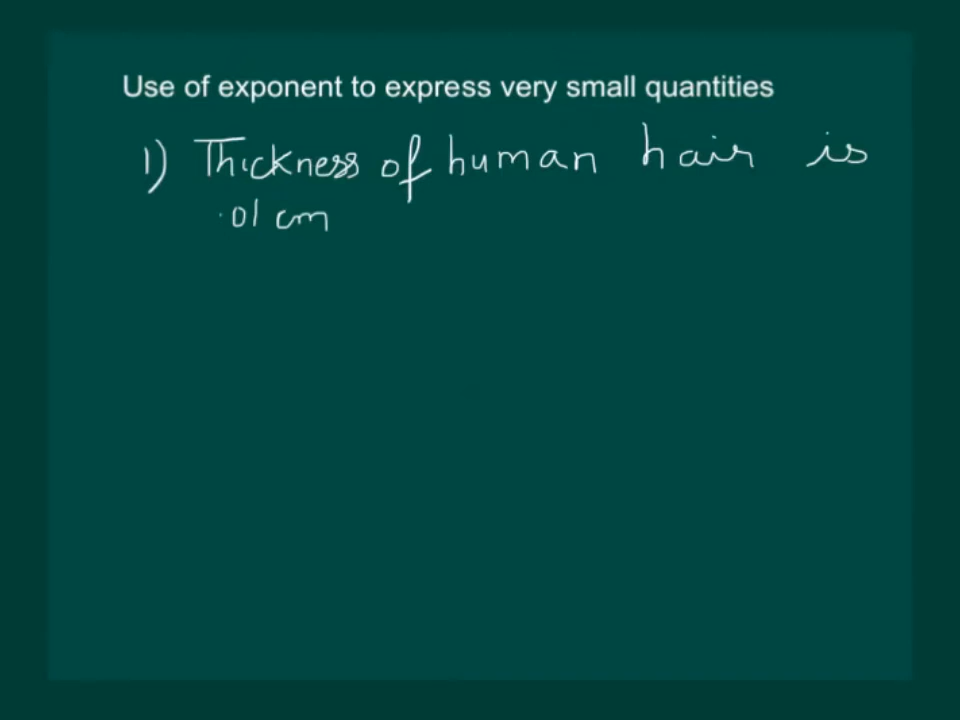 Use of exponent to express very small quantities
1) Thickness of human hair is
.01 cm